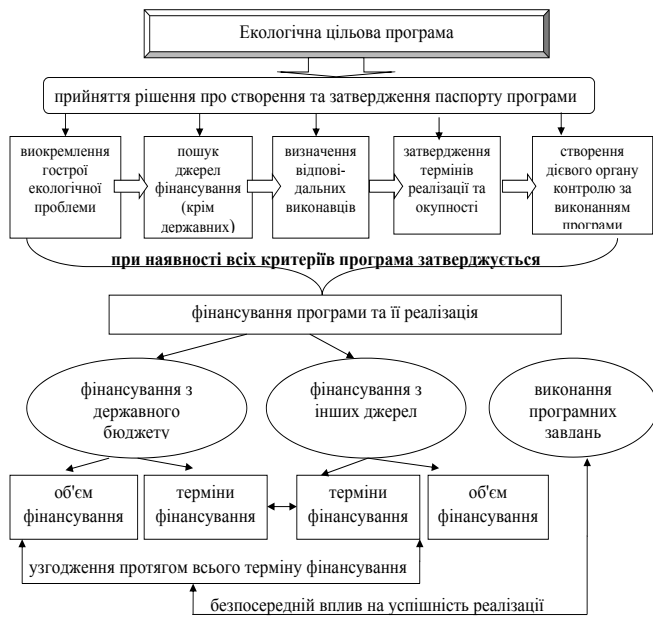 Екологічна цільова програма
прийняття рішення про створення та затвердження паспорту програми
виокремлення
гострої
екологічної
проблеми
пошук
джерел
фінансування
(крім
державних)
визначення
відпові-
дальних
виконавців
затвердження
термінів
реалізації та
окупності
створення
дієвого органу
контролю за
виконанням
програми
при наявності всіх критеріїв програма затверджується
фінансування програми та її реалізація
фінансування з
державного
бюджету
фінансування з
інших джерел
виконання
програмних
завдань
об'єм
фінансування
терміни
фінансування
терміни
фінансування
об'єм
фінансування
узгодження протягом всього терміну фінансування
безпосередній вплив на успішність реалізації